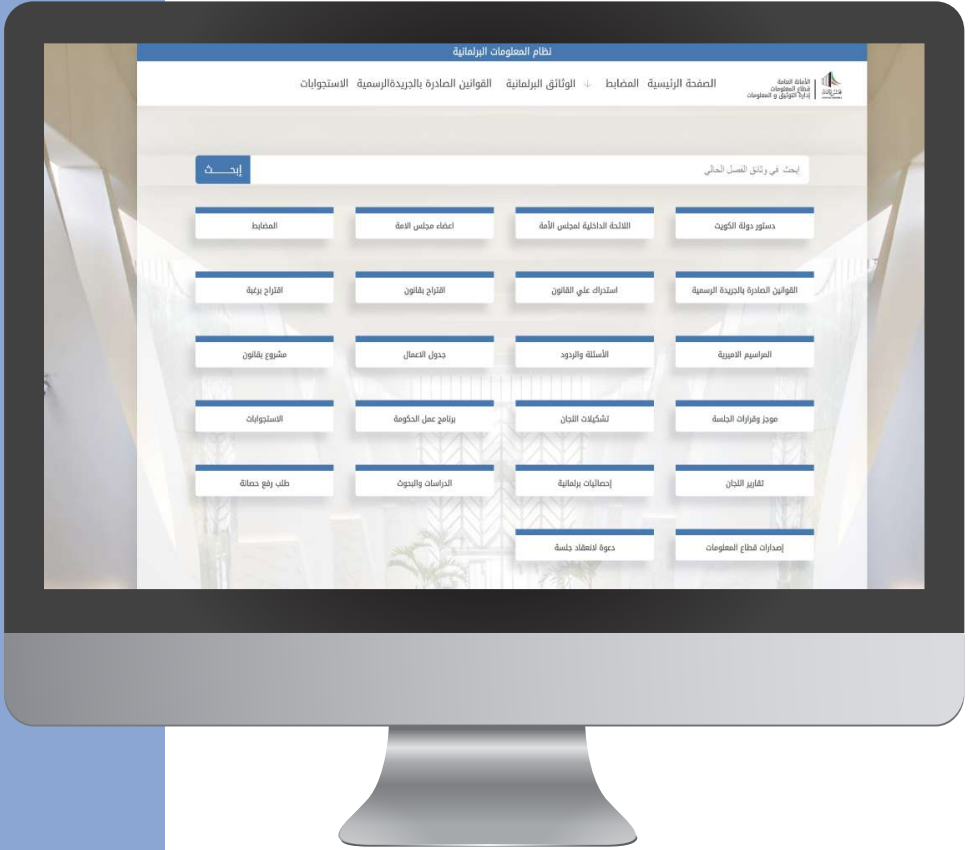 نظام المعلومات البرلمانية
الأمانة العامة
قطاع المعلومات
إدارة التوثيق و المعلومات
الصفحة الرئيسية المضابط ↓ الوثائق البرلمانية القوانين الصادرة بالجريدةالرسمية الاستجوابات
إبحث في وثائق الفصل الحالي
إبحـــــث
دستور دولة الكويت
اللائحة الداخلية لمجلس الأمة
اعضاء مجلس الامة
المضابط
القوانين الصادرة بالجريدة الرسمية
استدراك علي القانون
اقتراح بقانون
اقتراح برغبة
المراسيم الاميرية
الأسئلة والردود
جدول الاعمال
مشروع بقانون
موجز وقرارات الجلسة
تشكيلات اللجان
برنامج عمل الحكومة
الاستجوابات
تقارير اللجان
إحصائيات برلمانية
الدراسات والبحوث
طلب رفع حصانة
إصدارات قطاع المعلومات
دعوة لانعقاد جلسة